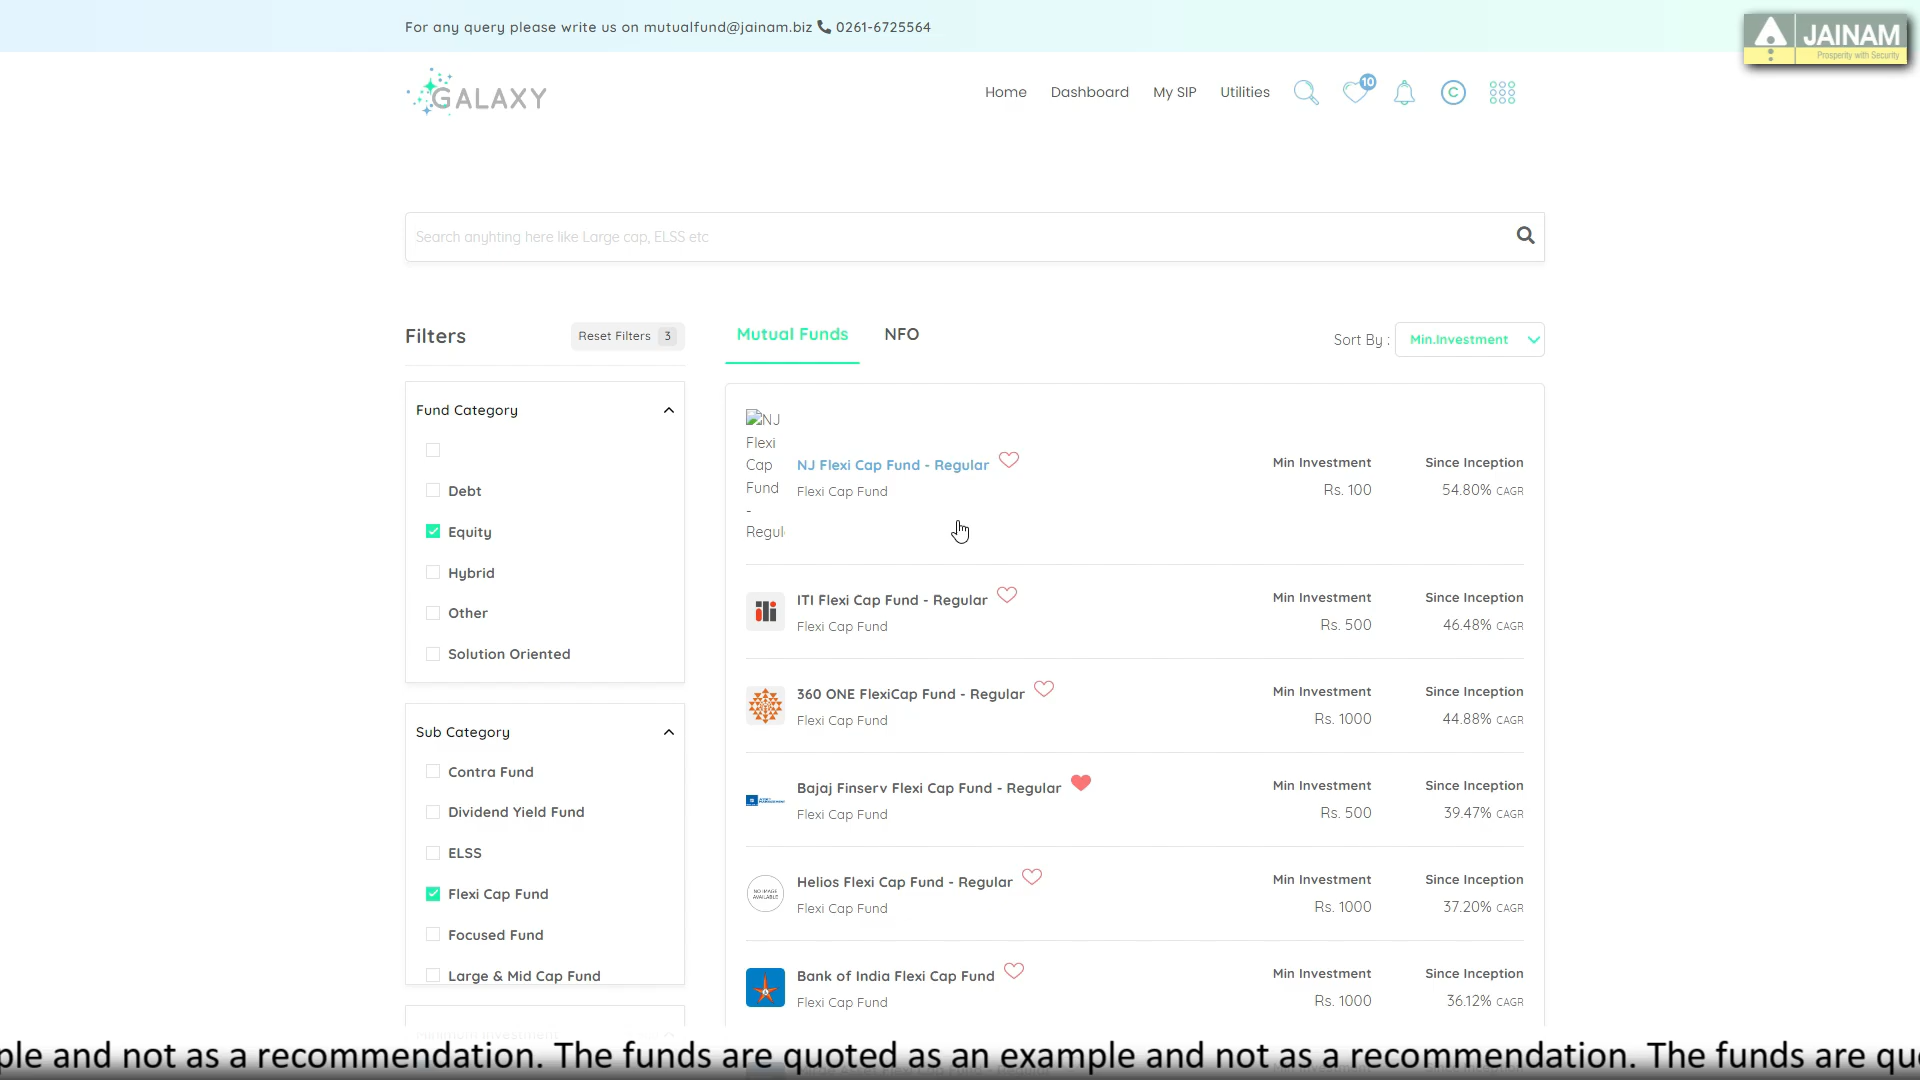 For any query please write us on mutualfund@jainam.biz 0261-6725564
JAINAM
Prosperity with Security
GALAXY
Home Dashboard My SIP Utilities 10 C
Search anyhting here like Large cap, ELSS etc
Filters
Reset Filters 3
Fund Category
Debt
Equity
Hybrid
Other
Solution Oriented
Sub Category
Contra Fund
Dividend Yield Fund
ELSS
Flexi Cap Fund
Focused Fund
Large & Mid Cap Fund
Minimum Investment
Mutual Funds NFO
Sort By : Min.Investment
NJ
Flexi
Cap
Fund
-
Regul
NJ Flexi Cap Fund - Regular
Flexi Cap Fund
Min Investment
Rs. 100
Since Inception
54.80% CAGR
ITI Flexi Cap Fund - Regular
Flexi Cap Fund
Min Investment
Rs. 500
Since Inception
46.48% CAGR
360 ONE FlexiCap Fund - Regular
Flexi Cap Fund
Min Investment
Rs. 1000
Since Inception
44.88% CAGR
Bajaj Finserv Flexi Cap Fund - Regular
Flexi Cap Fund
Min Investment
Rs. 500
Since Inception
39.47% CAGR
NO IMAGE
AVAILABLE
Helios Flexi Cap Fund - Regular
Flexi Cap Fund
Min Investment
Rs. 1000
Since Inception
37.20% CAGR
Bank of India Flexi Cap Fund
Flexi Cap Fund
Min Investment
Rs. 1000
Since Inception
36.12% CAGR
ple and not as a recommendation. The funds are quoted as an example and not as a recommendation. The funds are quo